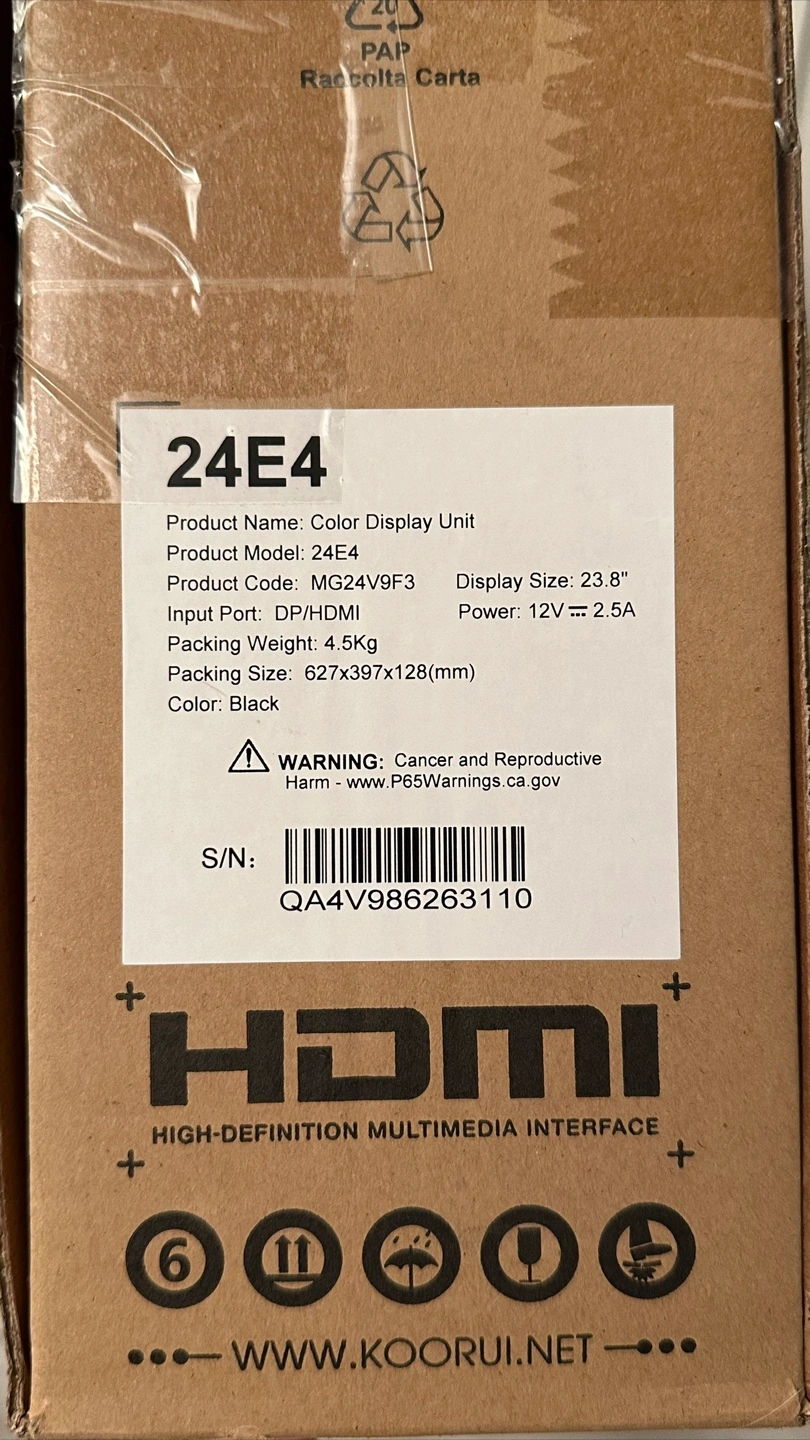 20
PAP
Raccolta Carta
24E4
Product Name: Color Display Unit
Product Model: 24E4
Product Code: MG24V9F3 Display Size: 23.8"
Input Port: DP/HDMI Power: 12V⎓2.5A
Packing Weight: 4.5Kg
Packing Size: 627x397x128(mm)
Color: Black
WARNING: Cancer and Reproductive
Harm - www.P65Warnings.ca.gov
S/N:
QA4V986263110
HDMI
HIGH-DEFINITION MULTIMEDIA INTERFACE
6
WWW.KOORUI.NET